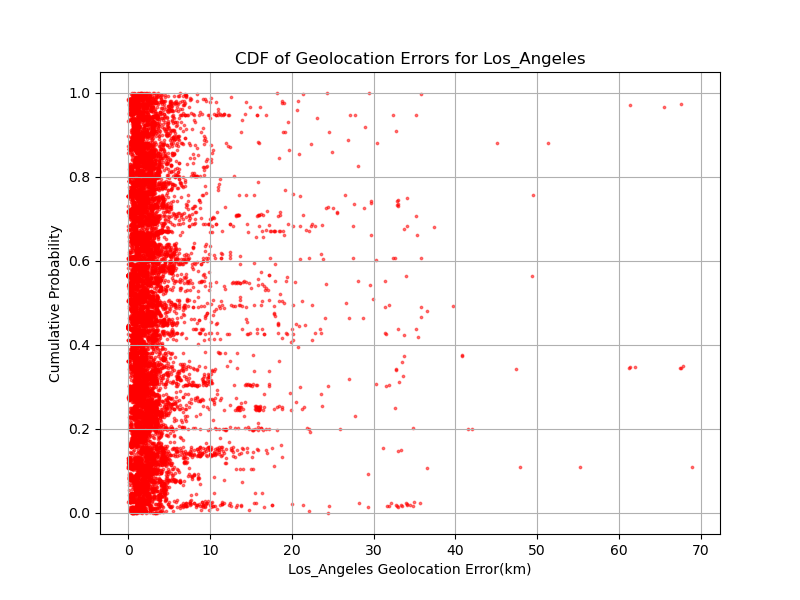 CDF of Geolocation Errors for Los_Angeles
1.0
0.8
0.6
0.4
0.2
0.0
Cumulative Probability
0 10 20 30 40 50 60 70
Los_Angeles Geolocation Error(km)